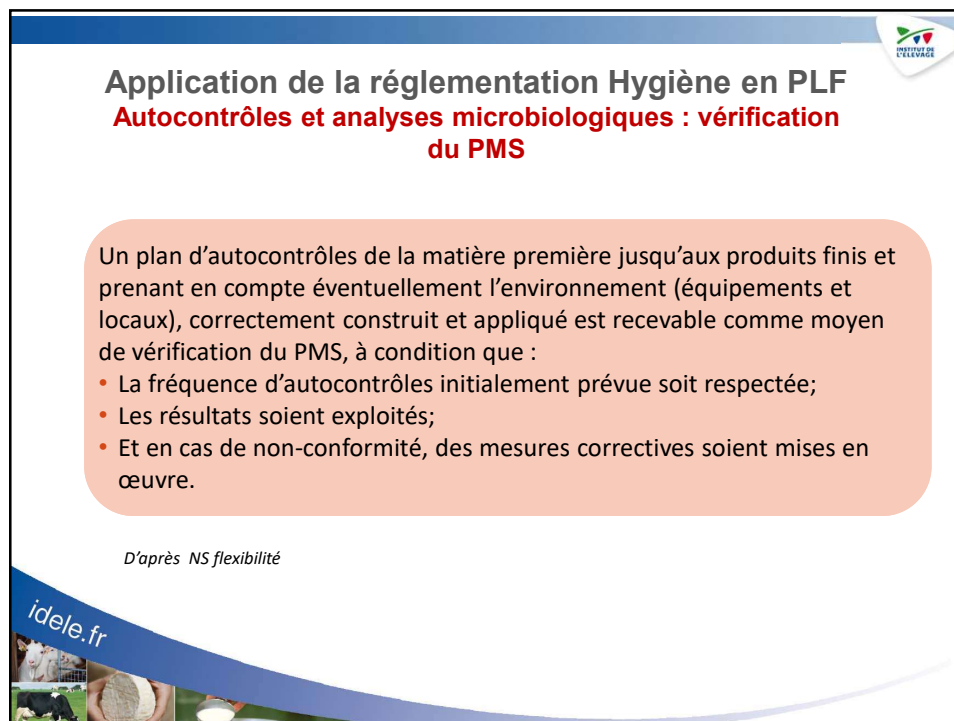 INSTITUT DE
L'ELEVAGE
Application de la réglementation Hygiène en PLF
Autocontrôles et analyses microbiologiques : vérification
du PMS
Un plan d’autocontrôles de la matière première jusqu’aux produits finis et
prenant en compte éventuellement l’environnement (équipements et
locaux), correctement construit et appliqué est recevable comme moyen
de vérification du PMS, à condition que :
• La fréquence d’autocontrôles initialement prévue soit respectée;
• Les résultats soient exploités;
• Et en cas de non-conformité, des mesures correctives soient mises en
œuvre.
D’après NS flexibilité
idele.fr